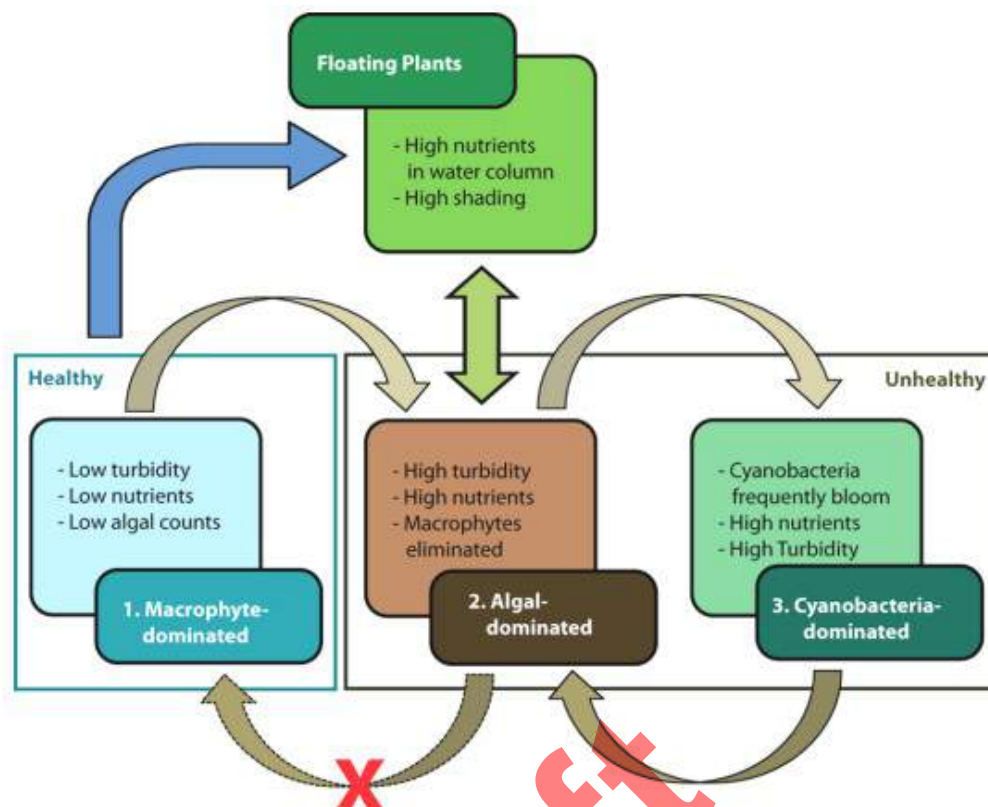 Floating Plants
- High nutrients
in water column
- High shading
Healthy
Unhealthy
- Low turbidity
- Low nutrients
- Low algal counts
1. Macrophyte-
dominated
- High turbidity
- High nutrients
- Macrophytes
eliminated
2. Algal-
dominated
- Cyanobacteria
frequently bloom
- High nutrients
- High Turbidity
3. Cyanobacteria-
dominated
X